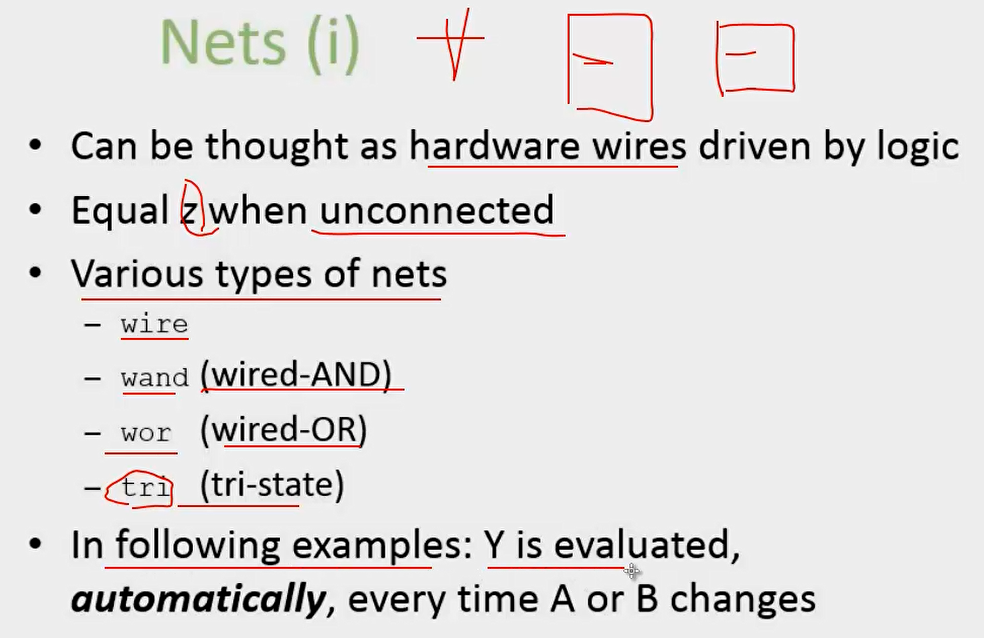 Nets (i)
• Can be thought as hardware wires driven by logic
• Equal z when unconnected
• Various types of nets
– wire
– wand (wired-AND)
– wor (wired-OR)
– tri (tri-state)
• In following examples: Y is evaluated,
automatically, every time A or B changes